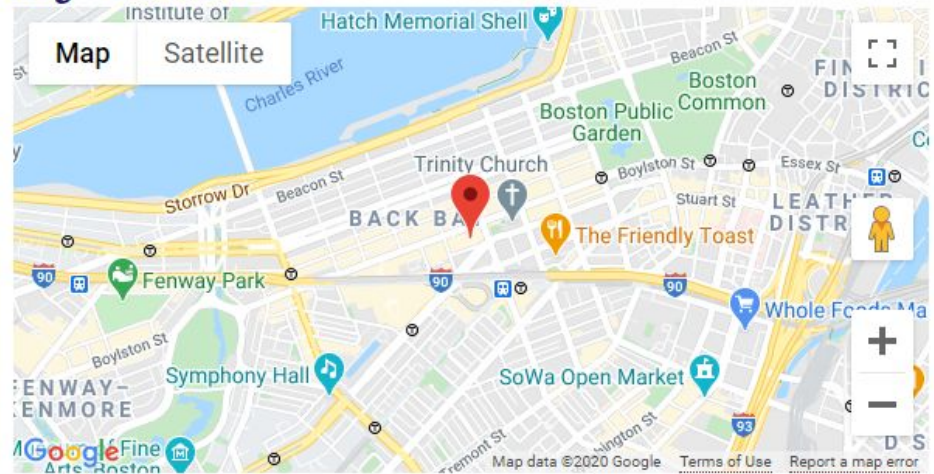 Institute of
Hatch Memorial Shell
Map
Satellite
Beacon St
Charles River
Boston
Common
DISTRIC
Boston Public
Garden
Trinity Church
Boylston St
Essex St
Storrow Dr
Beacon St
Stuart St
LEATHER
DISTR
BACK BA
The Friendly Toast
90
Fenway Park
90
90
Whole Foods Ma
Boylston St
Symphony Hall
SoWa Open Market
FENWAY-
KENMORE
93
Google
Fine
Arts, Boston
Tremont St
Map data ©2020 Google
Terms of Use
Report a map error